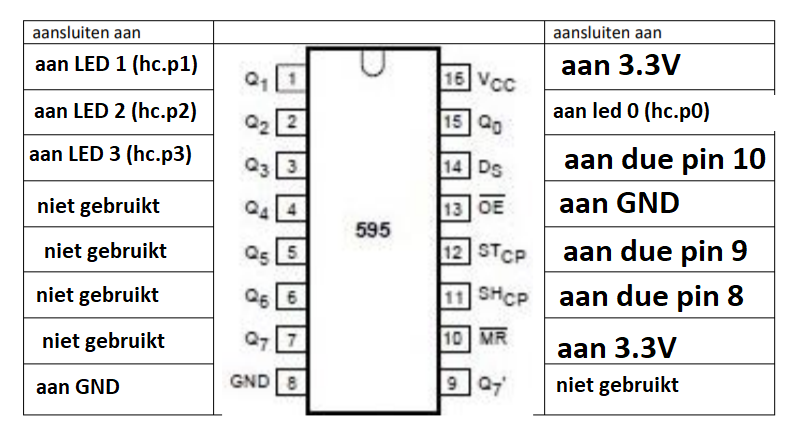 aansluiten aan aansluiten aan
aan LED 1 (hc.p1) Q1 1 16 VCC aan 3.3V
aan LED 2 (hc.p2) Q2 2 15 Q0 aan led 0 (hc.p0)
aan LED 3 (hc.p3) Q3 3 14 DS aan due pin 10
niet gebruikt Q4 4 13 OE aan GND
595
niet gebruikt Q5 5 12 STCP aan due pin 9
niet gebruikt Q6 6 11 SHCP aan due pin 8
niet gebruikt Q7 7 10 MR aan 3.3V
aan GND GND 8 9 Q7' niet gebruikt